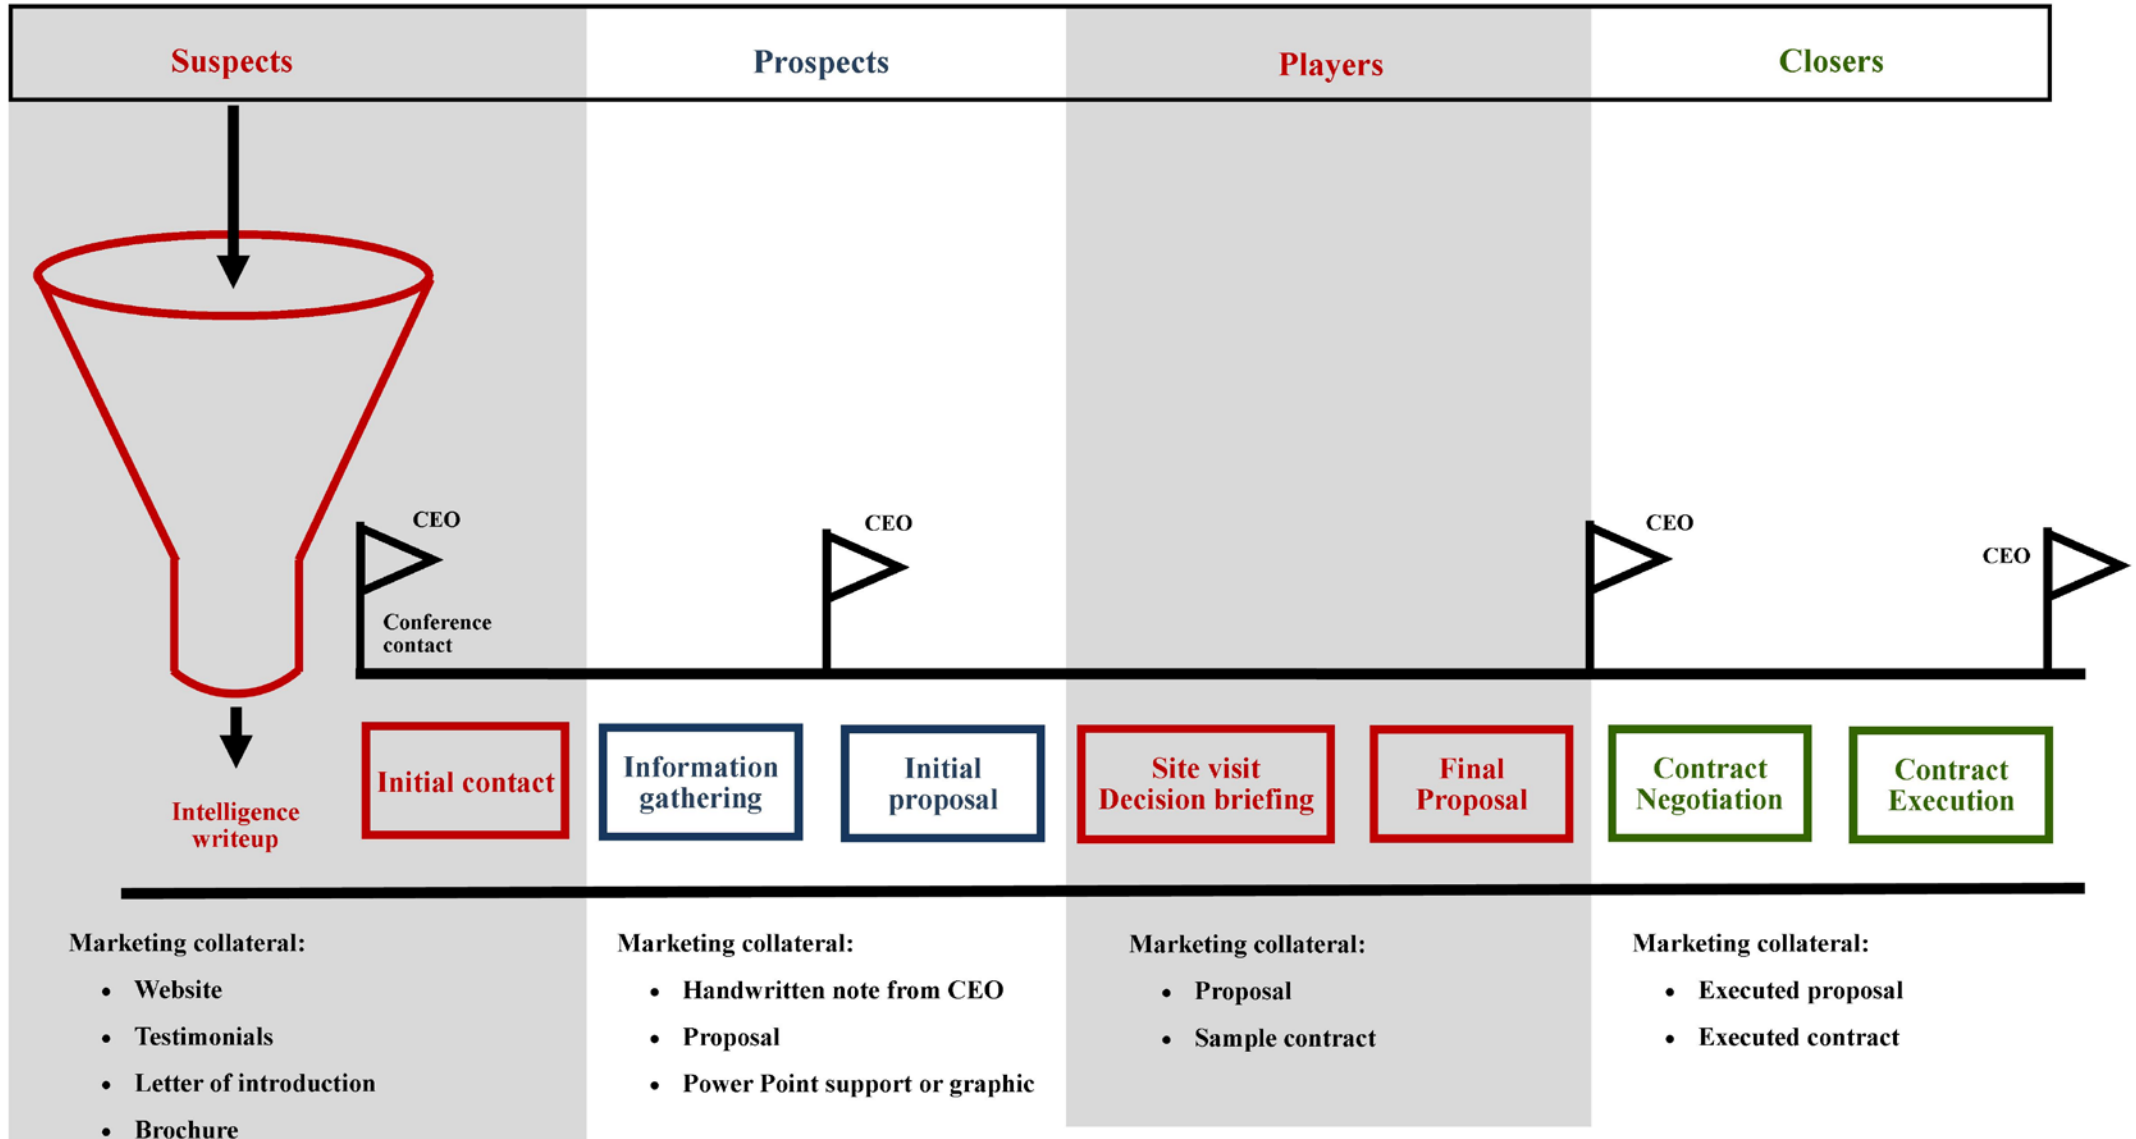 Suspects
Prospects
Players
Closers
CEO
CEO
CEO
CEO
Conference
contact
Initial contact
Information
gathering
Initial
proposal
Site visit
Decision briefing
Final
Proposal
Contract
Negotiation
Contract
Execution
Intelligence
writeup
Marketing collateral:
• Website
• Testimonials
• Letter of introduction
• Brochure
Marketing collateral:
• Handwritten note from CEO
• Proposal
• Power Point support or graphic
Marketing collateral:
• Proposal
• Sample contract
Marketing collateral:
• Executed proposal
• Executed contract